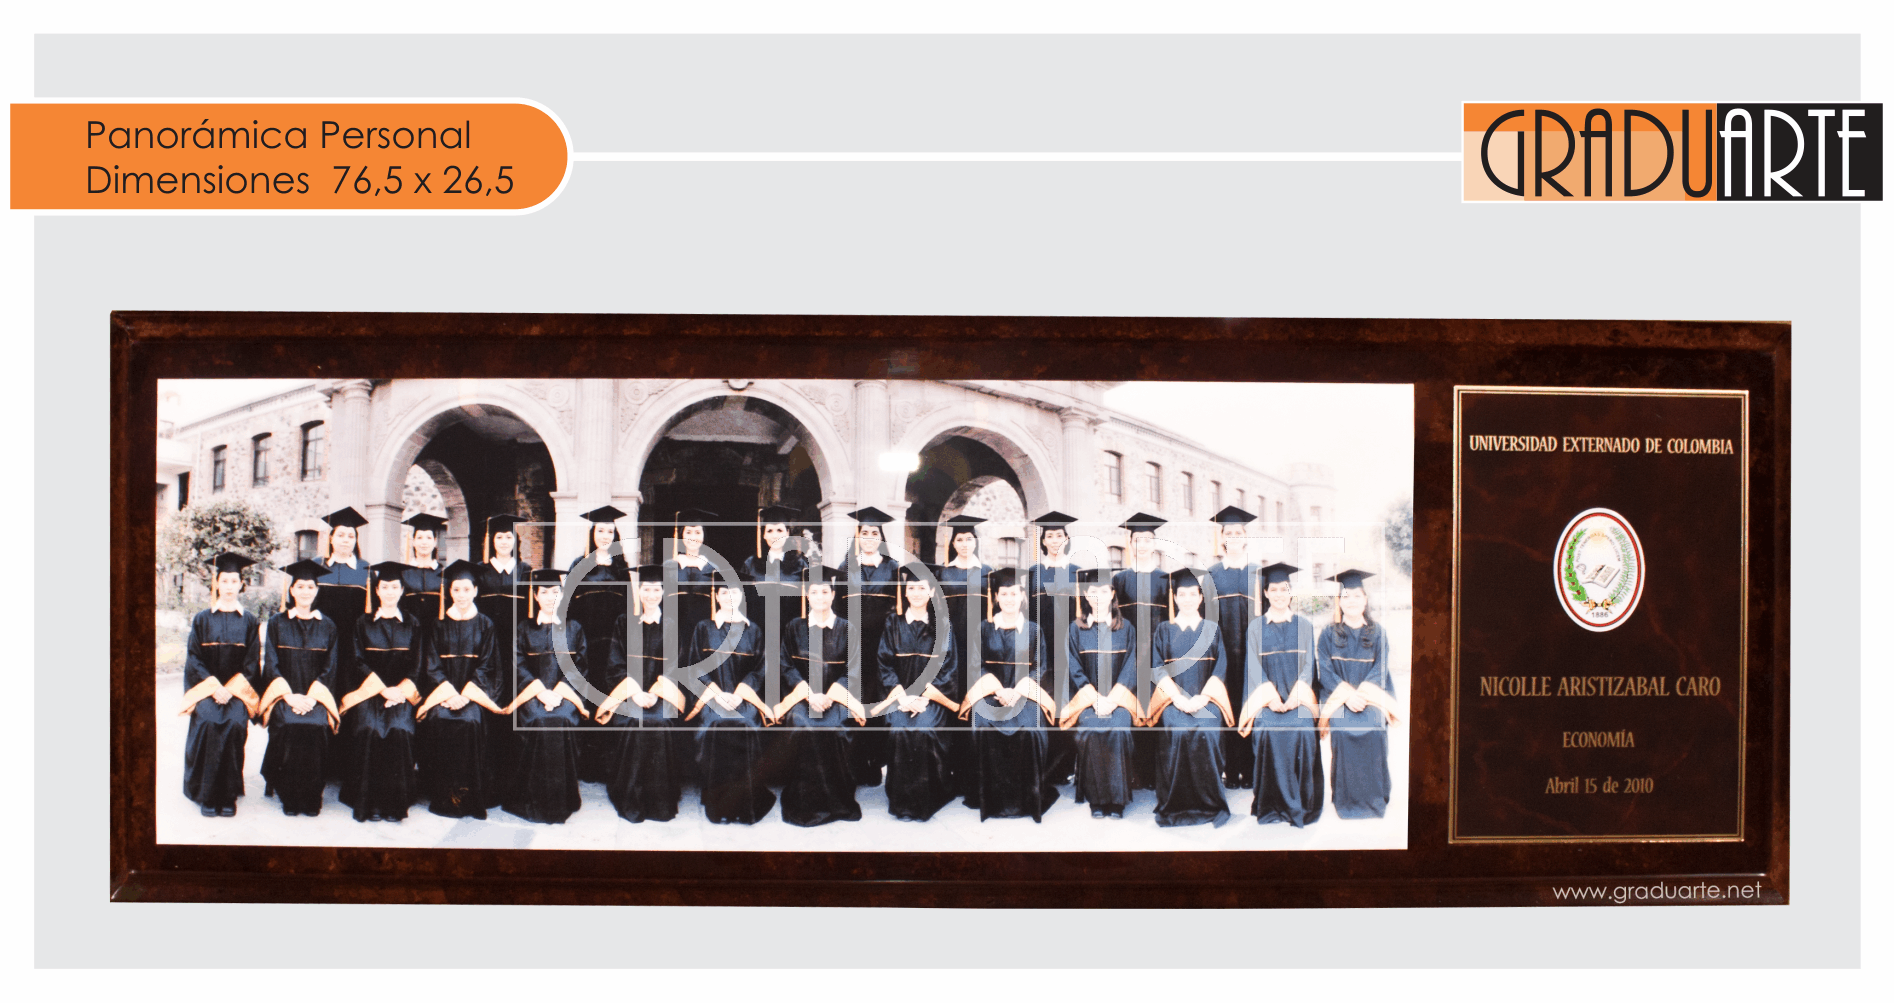 Panorámica Personal
Dimensiones 76,5 x 26,5
GRADUARTE
UNIVERSIDAD EXTERNADO DE COLOMBIA
1886
NICOLLE ARISTIZABAL CARO
ECONOMÍA
Abril 15 de 2010
GRADUARTE
www.graduarte.net